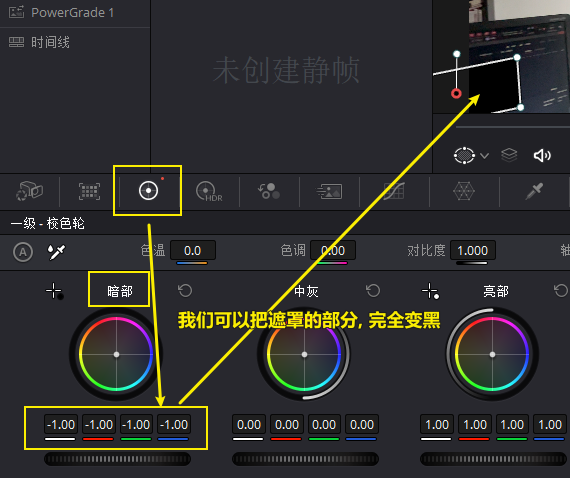 PowerGrade 1
时间线
未创建静帧
HDR
一级 - 校色轮
A
色温 0.0 色调 0.00 对比度 1.000 轴
暗部 中灰 亮部
我们可以把遮罩的部分, 完全变黑
-1.00 -1.00 -1.00 -1.00 0.00 0.00 0.00 0.00 1.00 1.00 1.00 1.00